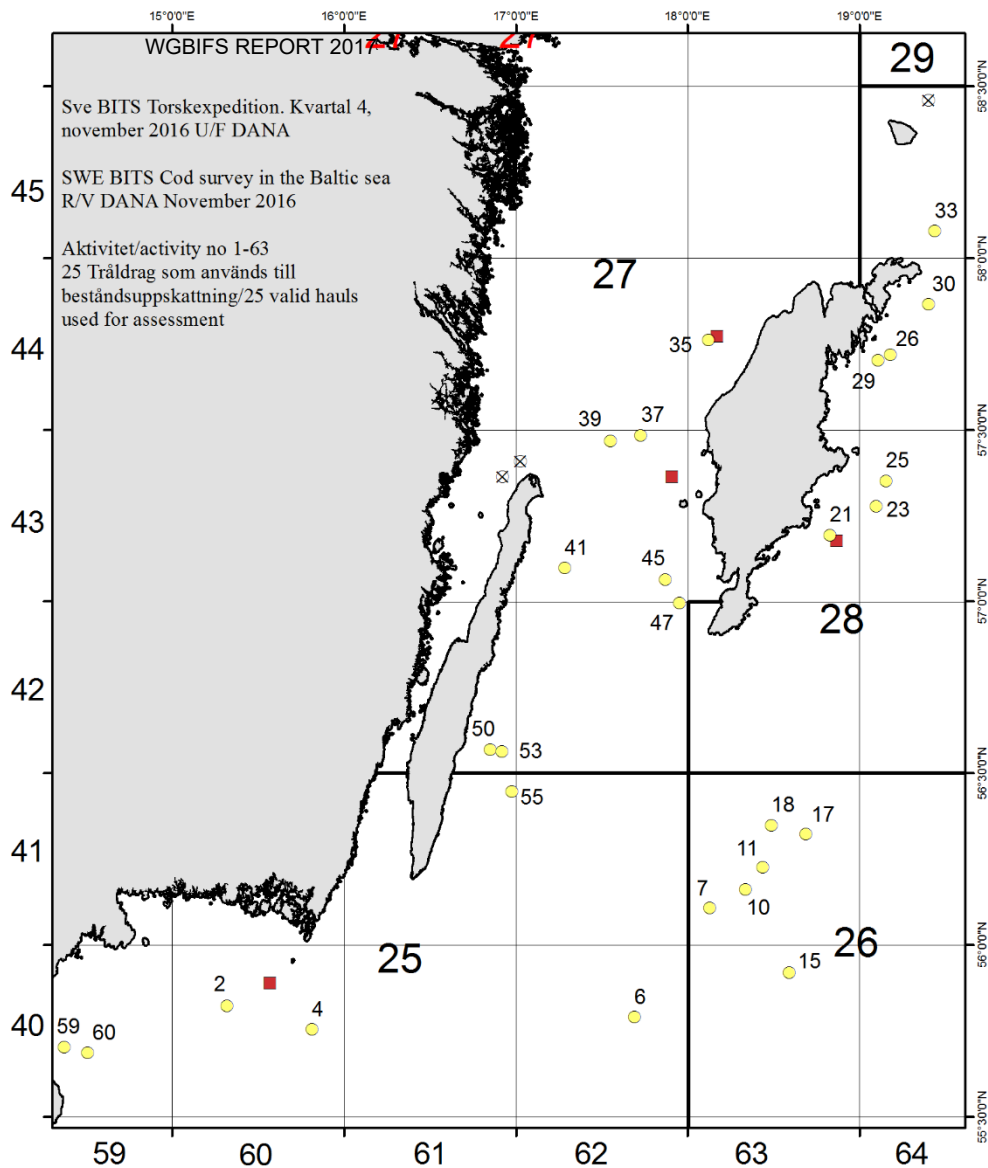 15°0'0"E 16°0'0"E 17°0'0"E 18°0'0"E 19°0'0"E
WGBIFS REPORT 2017
27 27
29
58°30'0"N
Sve BITS Torskexpedition. Kvartal 4,
november 2016 U/F DANA
SWE BITS Cod survey in the Baltic sea
R/V DANA November 2016
45
33
Aktivitet/activity no 1-63
25 Tråldrag som används till
beståndsuppskattning/25 valid hauls
used for assessment
58°0'0"N
27
30
44
35
26
29
57°30'0"N
39 37
25
23
43
21
41 45
47
57°0'0"N
28
42
50
53
56°30'0"N
55
18 17
41
11
7
10
56°0'0"N
25
26
15
2
4
6
40
59 60
55°30'0"N
59 60 61 62 63 64